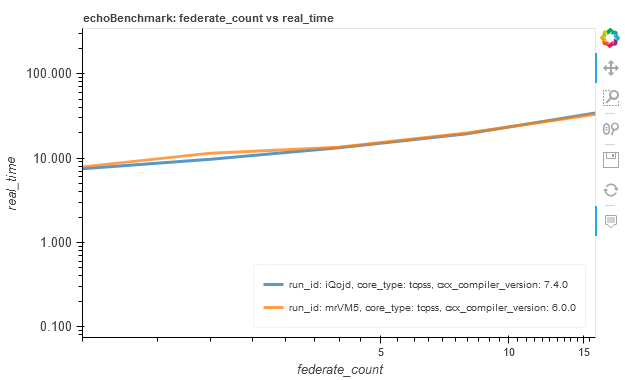 echoBenchmark: federate_count vs real_time
100.000
10.000
1.000
0.100
real_time
5
10
15
federate_count
run_id: iQojd, core_type: tcpss, cxx_compiler_version: 7.4.0
run_id: mrVM5, core_type: tcpss, cxx_compiler_version: 6.0.0